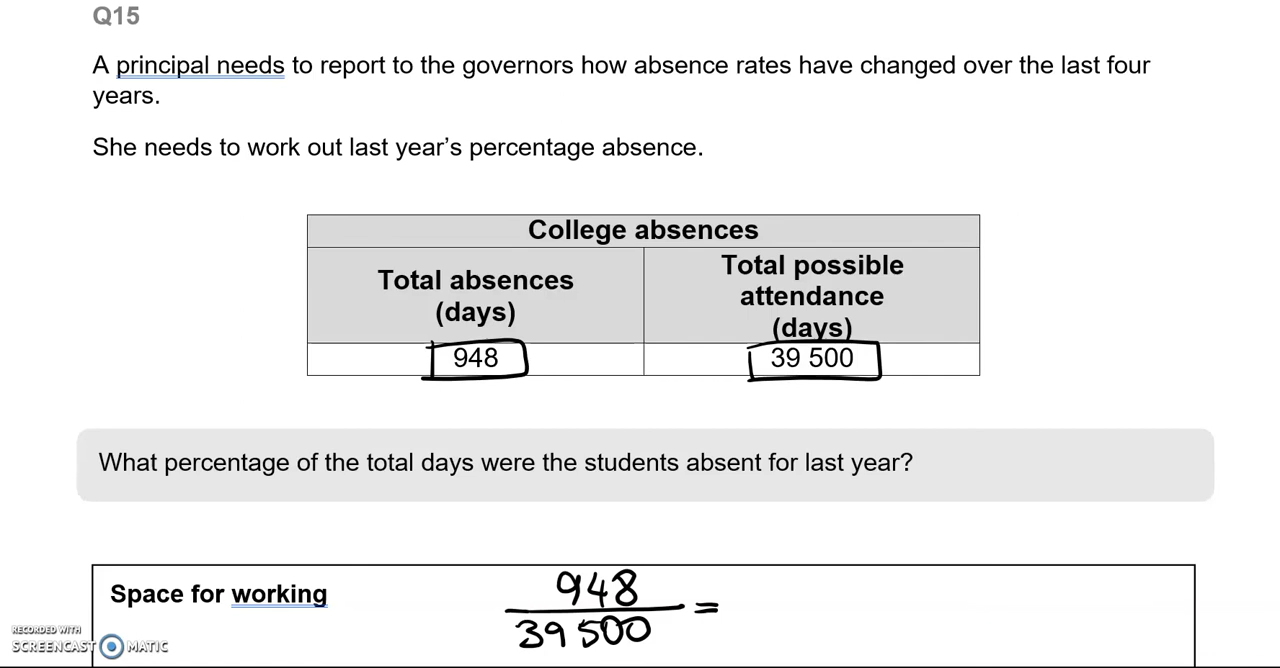 Q15
A principal needs to report to the governors how absence rates have changed over the last four
years.
She needs to work out last year’s percentage absence.
College absences
Total absences
(days)
Total possible
attendance
(days)
948
39 500
What percentage of the total days were the students absent for last year?
Space for working
948
39 500
=
RECORDED WITH
SCREENCAST MATIC